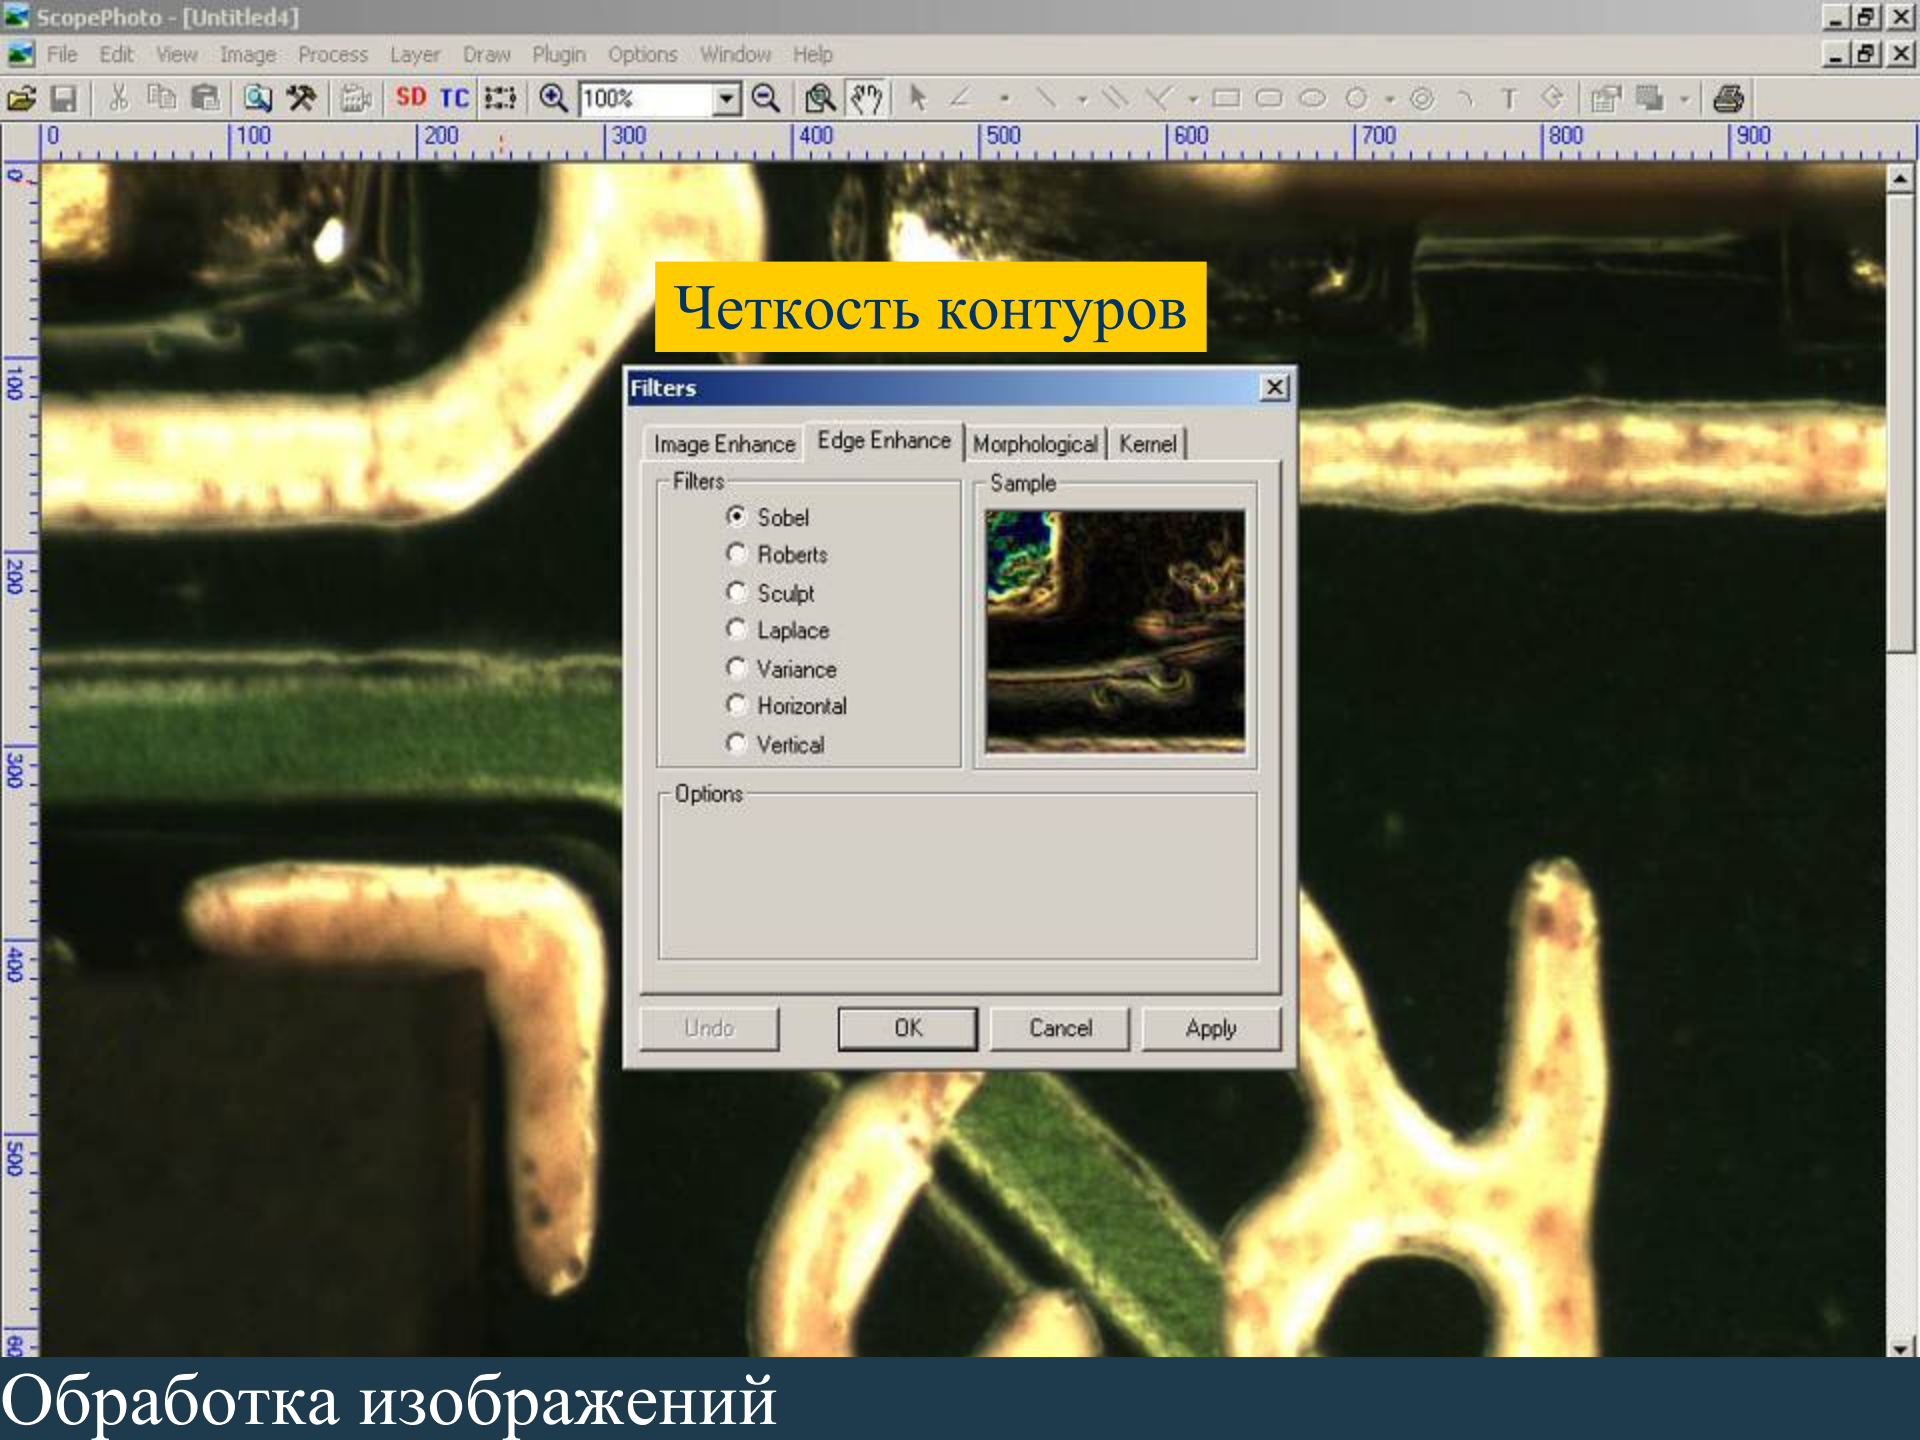 ScopePhoto - [Untitled4]
File Edit View Image Process Layer Draw Plugin Options Window Help
SD TC 100% T
0 100 200 300 400 500 600 700 800 900
0
100
200
300
400
500
60
Четкость контуров
Filters
Image Enhance Edge Enhance Morphological Kernel
Filters Sample
Sobel
Roberts
Sculpt
Laplace
Variance
Horizontal
Vertical
Options
Undo OK Cancel Apply
Обработка изображений